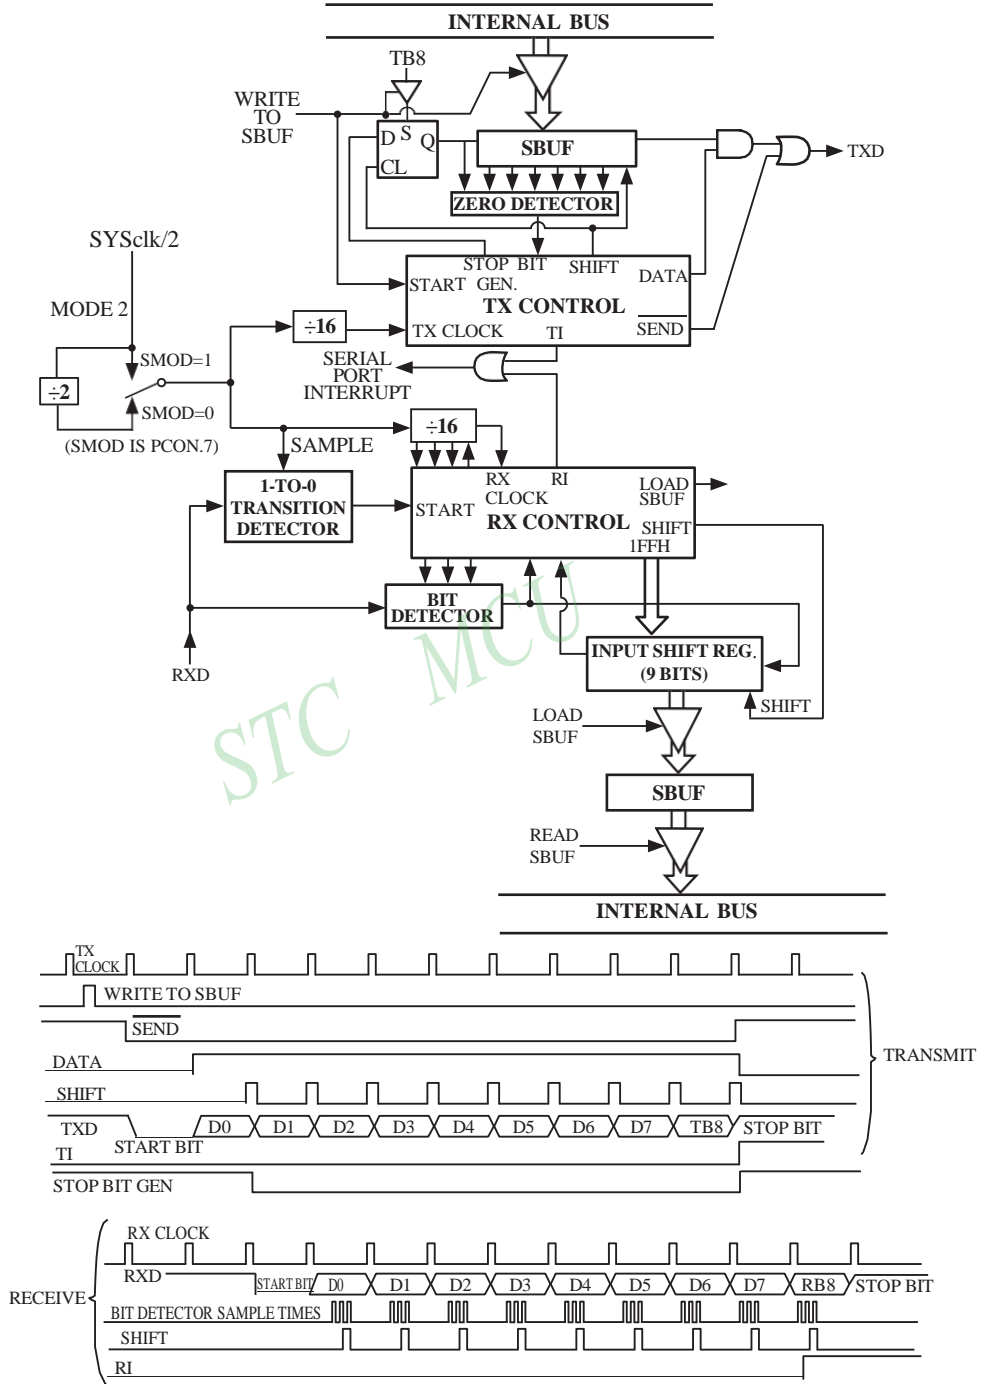 INTERNAL BUS
TB8
WRITE
TO
SBUF
D S Q
CL
SBUF
TXD
ZERO DETECTOR
SYSclk/2
STOP BIT
GEN.
SHIFT
START
DATA
TX CONTROL
MODE 2
÷16
TX CLOCK
TI
SEND
SMOD=1
SERIAL
PORT
INTERRUPT
÷2
SMOD=0
(SMOD IS PCON.7)
SAMPLE
÷16
1-TO-0
TRANSITION
DETECTOR
RX
CLOCK
RI
LOAD
SBUF
START
RX CONTROL
SHIFT
1FFH
BIT
DETECTOR
RXD
INPUT SHIFT REG.
(9 BITS)
SHIFT
LOAD
SBUF
SBUF
READ
SBUF
INTERNAL BUS
STC MCU
TX
CLOCK
WRITE TO SBUF
SEND
DATA
TRANSMIT
SHIFT
TXD
START BIT
D0 D1 D2 D3 D4 D5 D6 D7 TB8 STOP BIT
TI
STOP BIT GEN
RX CLOCK
RXD
START BIT D0 D1 D2 D3 D4 D5 D6 D7 RB8 STOP BIT
RECEIVE
BIT DETECTOR SAMPLE TIMES
SHIFT
RI